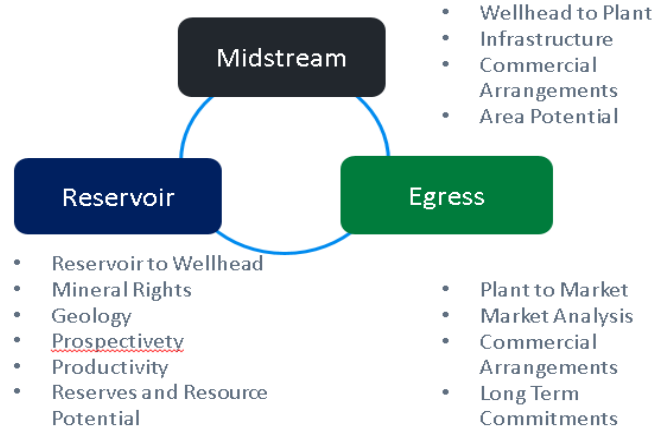 Midstream
• Wellhead to Plant
• Infrastructure
• Commercial
Arrangements
• Area Potential
Reservoir
Egress
• Reservoir to Wellhead
• Mineral Rights
• Geology
• Prospectivety
• Productivity
• Reserves and Resource
Potential
• Plant to Market
• Market Analysis
• Commercial
Arrangements
• Long Term
Commitments